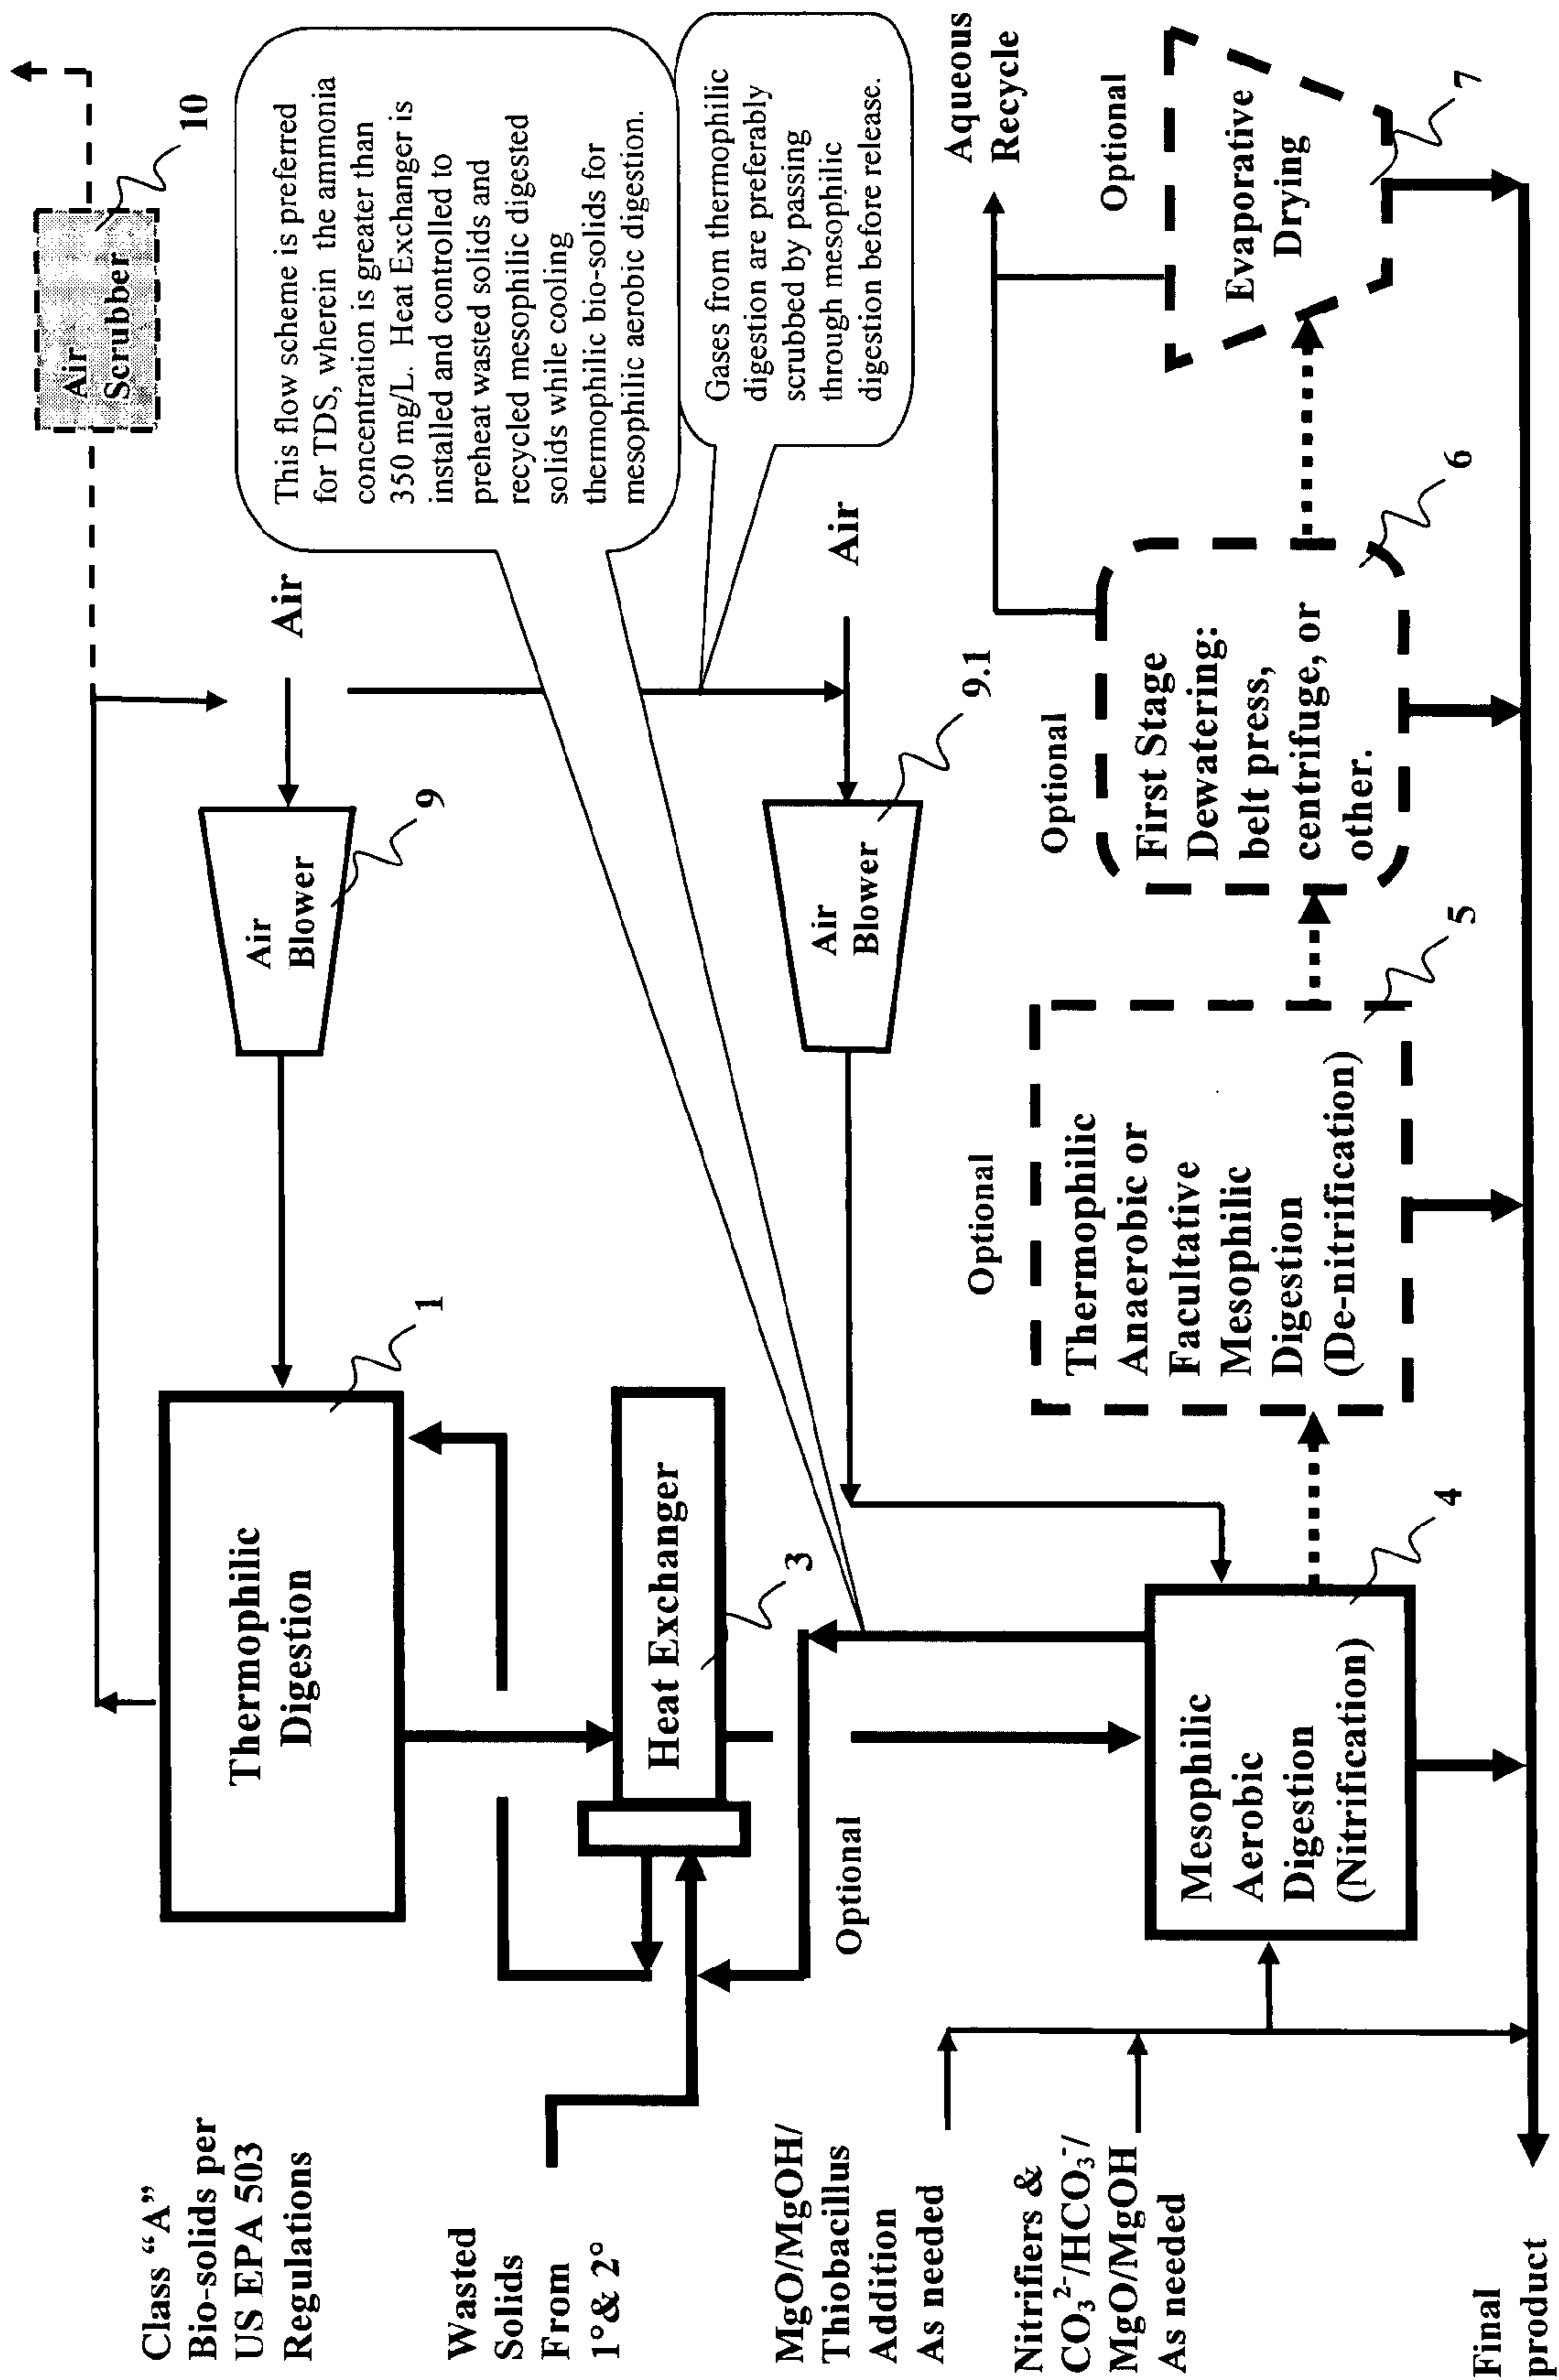 Class “A”
Bio-solids per
US EPA 503
Regulations
Wasted
Solids
From
1°& 2°
MgO/MgOH/
Thiobacillus
Addition
As needed
Nitrifiers &
CO₃²⁻/HCO₃⁻/
MgO/MgOH
As needed
Final
product
Thermophilic
Digestion
1
Heat Exchanger
3
Optional
Mesophilic
Aerobic
Digestion
(Nitrification)
4
Air
Blower
9
Air
Air
Blower
9.1
Air
Air
Scrubber
10
This flow scheme is preferred
for TDS, wherein the ammonia
concentration is greater than
350 mg/L. Heat Exchanger is
installed and controlled to
preheat wasted solids and
recycled mesophilic digested
solids while cooling
thermophilic bio-solids for
mesophilic aerobic digestion.
Gases from thermophilic
digestion are preferably
scrubbed by passing
through mesophilic
digestion before release.
Optional
Thermophilic
Anaerobic or
Facultative
Mesophilic
Digestion
(De-nitrification)
5
Optional
First Stage
Dewatering:
belt press,
centrifuge, or
other.
6
Aqueous
Recycle
Optional
Evaporative
Drying
7